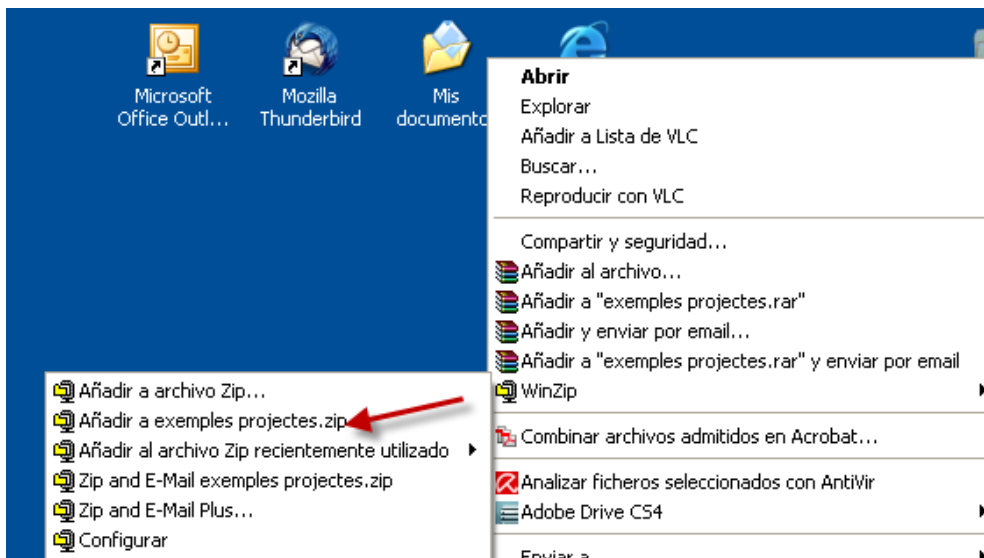 Microsoft
Office Outl...
Mozilla
Thunderbird
Mis
documento
Abrir
Explorar
Añadir a Lista de VLC
Buscar...
Reproducir con VLC
Compartir y seguridad...
Añadir al archivo...
Añadir a "exemples projectes.rar"
Añadir y enviar por email...
Añadir a "exemples projectes.rar" y enviar por email
WinZip
Combinar archivos admitidos en Acrobat...
Analizar ficheros seleccionados con AntiVir
Adobe Drive CS4
Enviar a
Añadir a archivo Zip...
Añadir a exemples projectes.zip
Añadir al archivo Zip recientemente utilizado
Zip and E-Mail exemples projectes.zip
Zip and E-Mail Plus...
Configurar